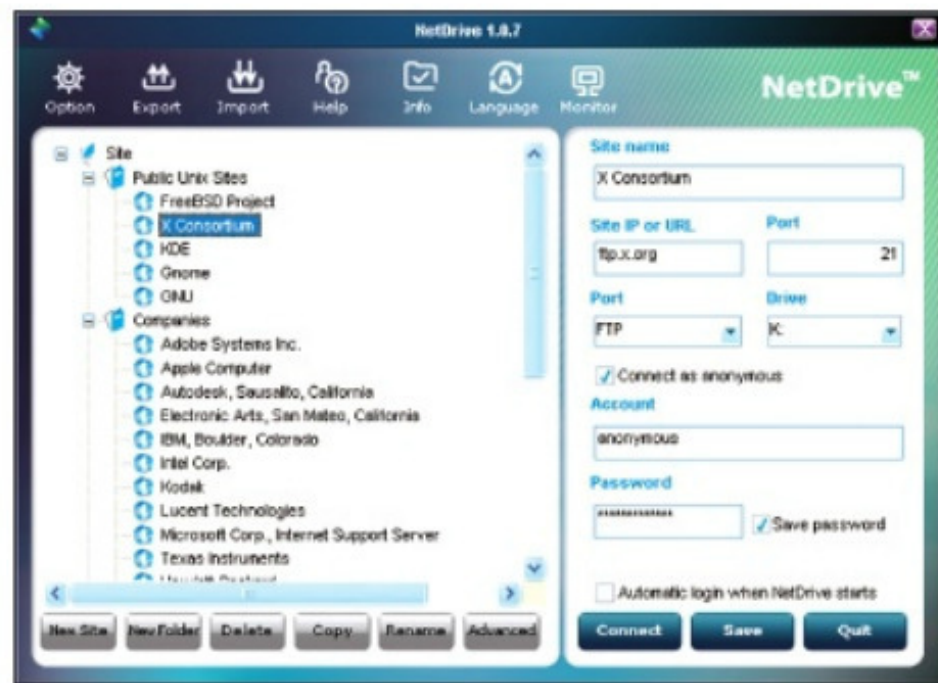 NetDrive 1.0.7
Option Export Import Help Info Language Monitor
NetDrive™
Site
Public Unix Sites
FreeBSD Project
X Consortium
KDE
Gnome
GNU
Companies
Adobe Systems Inc.
Apple Computer
Autodesk, Sausalito, California
Electronic Arts, San Mateo, California
IBM, Boulder, Colorado
Intel Corp.
Kodak
Lucent Technologies
Microsoft Corp., Internet Support Server
Texas Instruments
New Site New Folder Delete Copy Rename Advanced
Site name
X Consortium
Site IP or URL Port
ftp.x.org 21
Port Drive
FTP K:
Connect as anonymous
Account
anonymous
Password
*************
Save password
Automatic login when NetDrive starts
Connect Save Quit